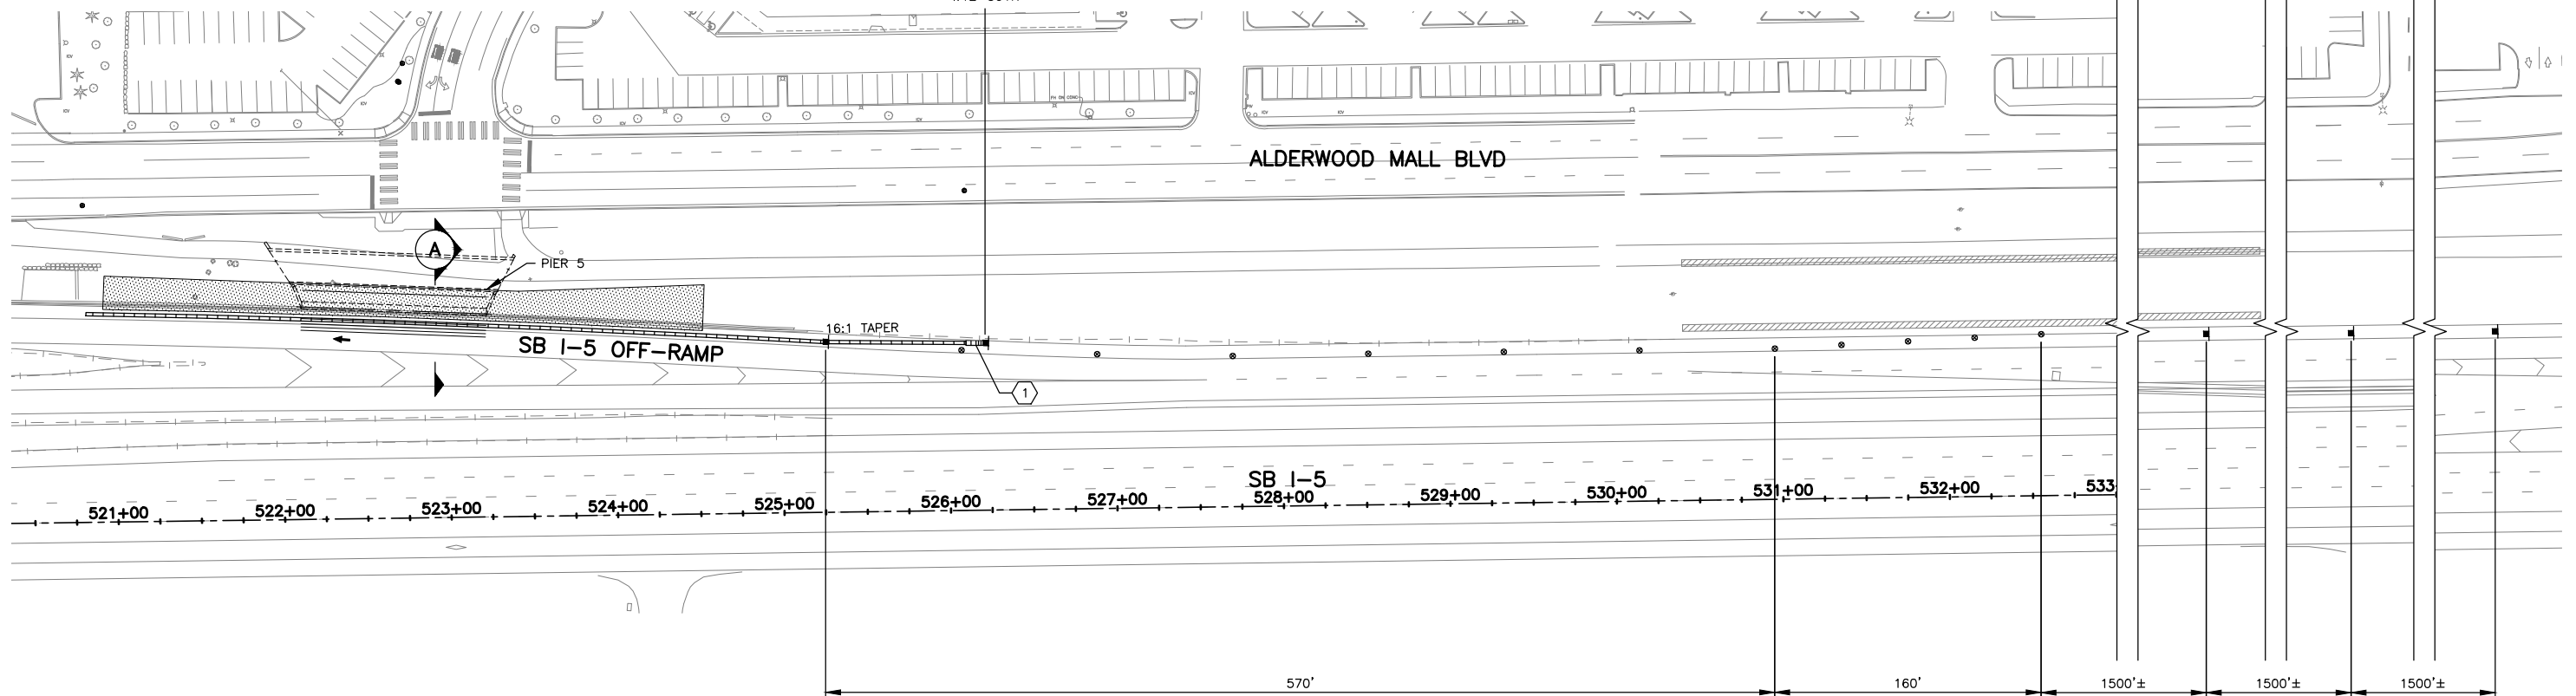 ALDERWOOD MALL BLVD
A
PIER 5
16:1 TAPER
SB I-5 OFF-RAMP
1
SB I-5
521+00 522+00 523+00 524+00 525+00 526+00 527+00 528+00 529+00 530+00 531+00 532+00 533
570' 160' 1500'± 1500'± 1500'±